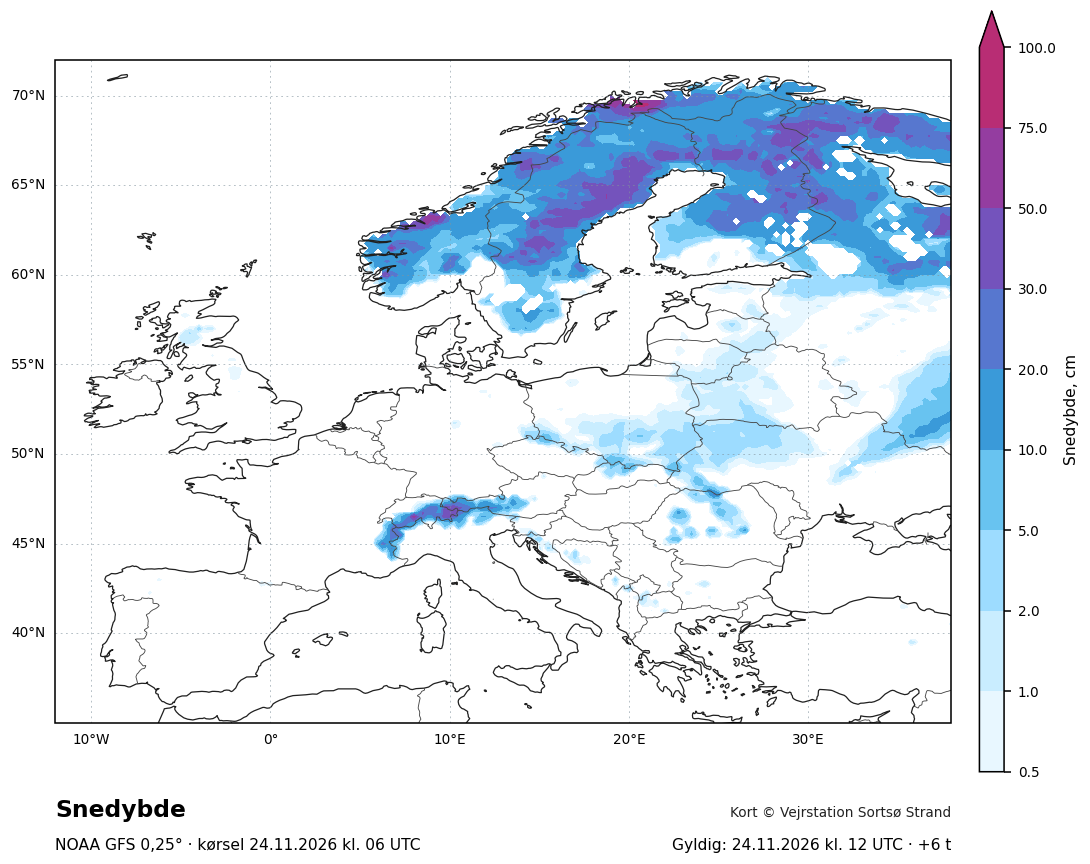 70°N
65°N
60°N
55°N
50°N
45°N
40°N
10°W
0°
10°E
20°E
30°E
100.0
75.0
50.0
30.0
20.0
10.0
5.0
2.0
1.0
0.5
Snedybde, cm
Snedybde
Kort © Vejrstation Sortsø Strand
NOAA GFS 0,25° · kørsel 24.11.2026 kl. 06 UTC
Gyldig: 24.11.2026 kl. 12 UTC · +6 t